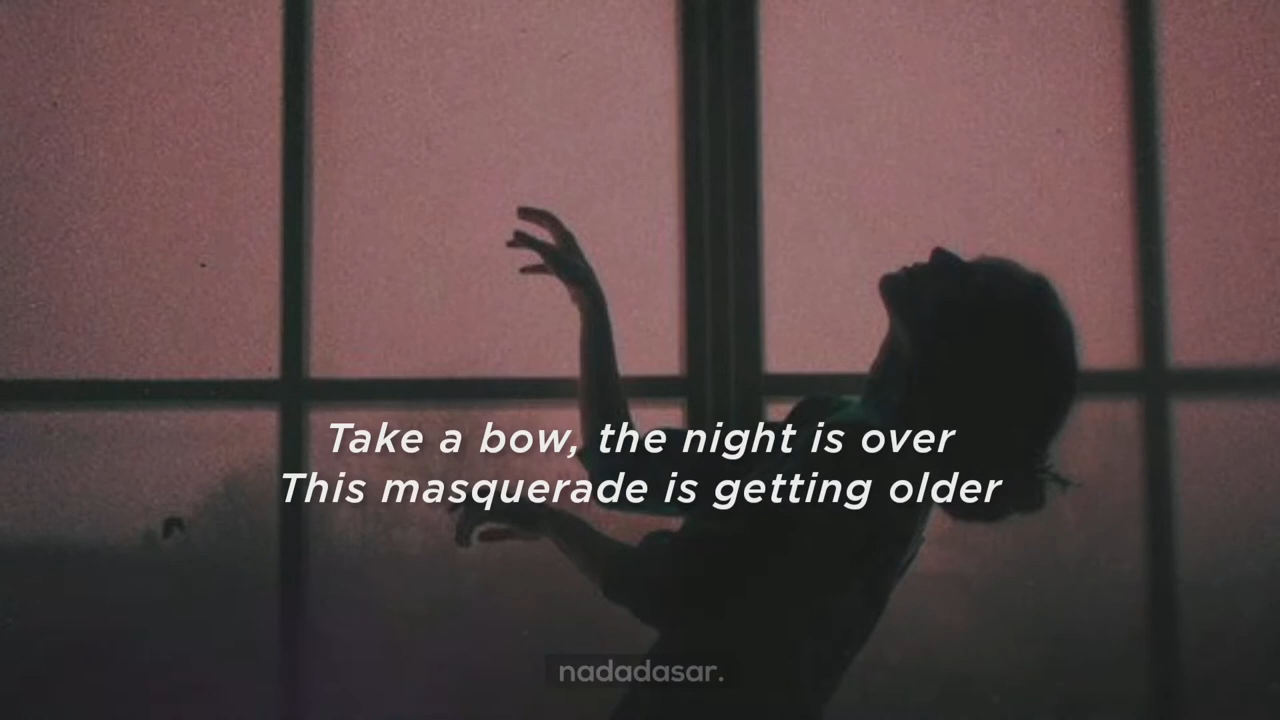 Take a bow, the night is over
This masquerade is getting older
nadadasar.